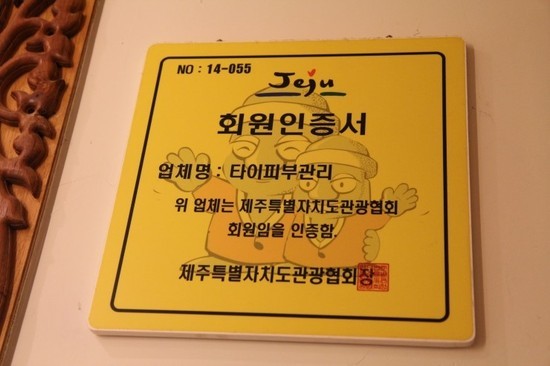 NO : 14-055
Jeju
회원인증서
업체명 : 타이피부관리
위 업체는 제주특별자치도관광협회
회원임을 인증함.
제주특별자치도관광협회장